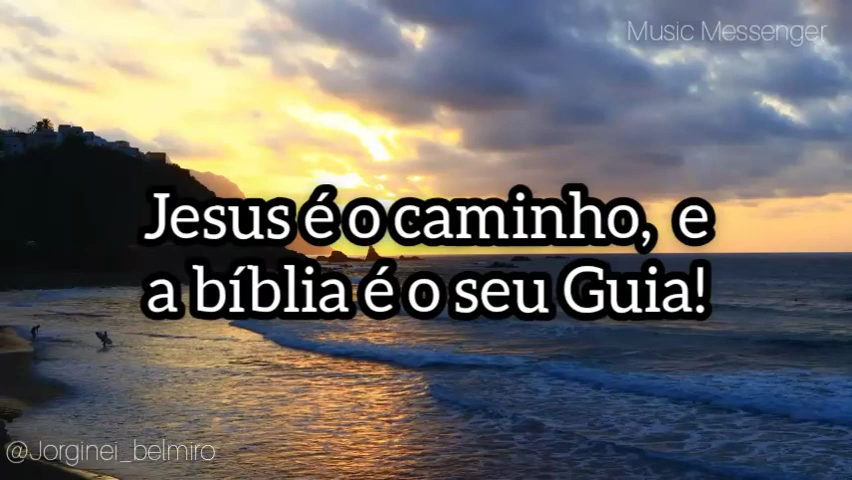 Music Messenger
Jesus é o caminho, e
a bíblia é o seu Guia!
@Jorginei_belmiro